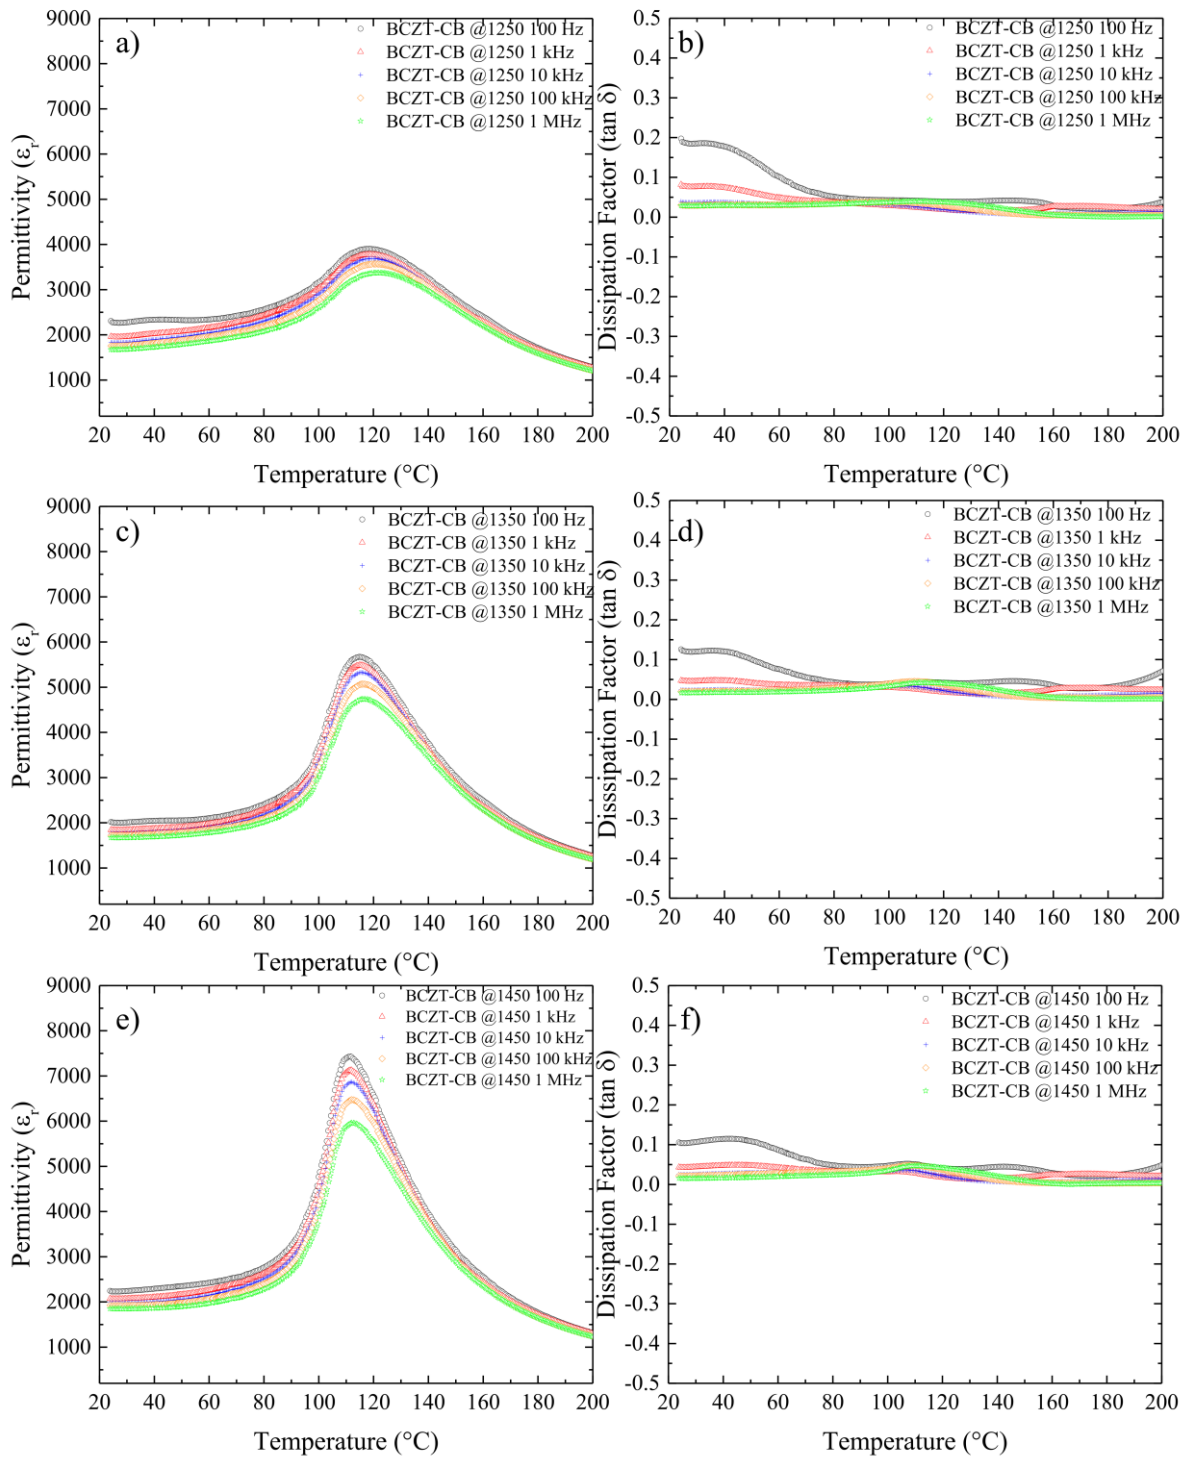 a)
BCZT-CB @1250 100 Hz
BCZT-CB @1250 1 kHz
BCZT-CB @1250 10 kHz
BCZT-CB @1250 100 kHz
BCZT-CB @1250 1 MHz
9000
8000
7000
6000
5000
4000
3000
2000
1000
Permittivity (εr)
20 40 60 80 100 120 140 160 180 200
Temperature (°C)
b)
BCZT-CB @1250 100 Hz
BCZT-CB @1250 1 kHz
BCZT-CB @1250 10 kHz
BCZT-CB @1250 100 kHz
BCZT-CB @1250 1 MHz
0.5
0.4
0.3
0.2
0.1
0.0
-0.1
-0.2
-0.3
-0.4
-0.5
Dissipation Factor (tan δ)
20 40 60 80 100 120 140 160 180 200
Temperature (°C)
c)
BCZT-CB @1350 100 Hz
BCZT-CB @1350 1 kHz
BCZT-CB @1350 10 kHz
BCZT-CB @1350 100 kHz
BCZT-CB @1350 1 MHz
9000
8000
7000
6000
5000
4000
3000
2000
1000
Permittivity (εr)
20 40 60 80 100 120 140 160 180 200
Temperature (°C)
d)
BCZT-CB @1350 100 Hz
BCZT-CB @1350 1 kHz
BCZT-CB @1350 10 kHz
BCZT-CB @1350 100 kHz
BCZT-CB @1350 1 MHz
0.5
0.4
0.3
0.2
0.1
0.0
-0.1
-0.2
-0.3
-0.4
-0.5
Disssipation Factor (tan δ)
20 40 60 80 100 120 140 160 180 200
Temperature (°C)
e)
BCZT-CB @1450 100 Hz
BCZT-CB @1450 1 kHz
BCZT-CB @1450 10 kHz
BCZT-CB @1450 100 kHz
BCZT-CB @1450 1 MHz
9000
8000
7000
6000
5000
4000
3000
2000
1000
Permittivity (εr)
20 40 60 80 100 120 140 160 180 200
Temperature (°C)
f)
BCZT-CB @1450 100 Hz
BCZT-CB @1450 1 kHz
BCZT-CB @1450 10 kHz
BCZT-CB @1450 100 kHz
BCZT-CB @1450 1 MHz
0.5
0.4
0.3
0.2
0.1
0.0
-0.1
-0.2
-0.3
-0.4
-0.5
Dissipation Factor (tan δ)
20 40 60 80 100 120 140 160 180 200
Temperature (°C)